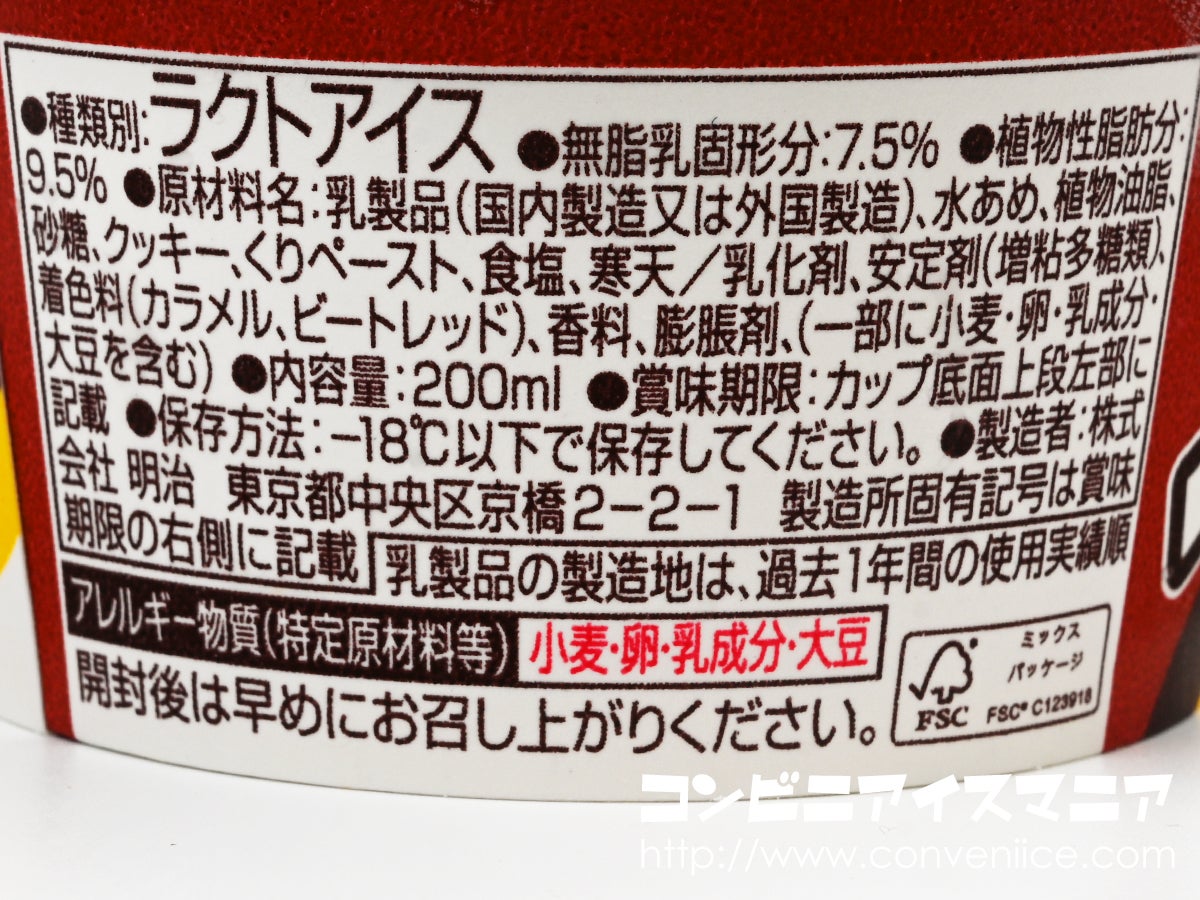 ●種類別:ラクトアイス ●無脂乳固形分:7.5% ●植物性脂肪分:
9.5% ●原材料名:乳製品(国内製造又は外国製造)、水あめ、植物油脂、
砂糖、クッキー、くりペースト、食塩、寒天/乳化剤、安定剤(増粘多糖類)、
着色料(カラメル、ビートレッド)、香料、膨脹剤、(一部に小麦・卵・乳成分・
大豆を含む) ●内容量:200ml ●賞味期限:カップ底面上段左部に
記載 ●保存方法:-18℃以下で保存してください。 ●製造者:株式
会社 明治 東京都中央区京橋2-2-1 製造所固有記号は賞味
期限の右側に記載 乳製品の製造地は、過去1年間の使用実績順
アレルギー物質(特定原材料等) 小麦・卵・乳成分・大豆
開封後は早めにお召し上がりください。
ミックス
パッケージ
FSC FSC® C123918
コンビニアイスマニア
http://www.conveniice.com